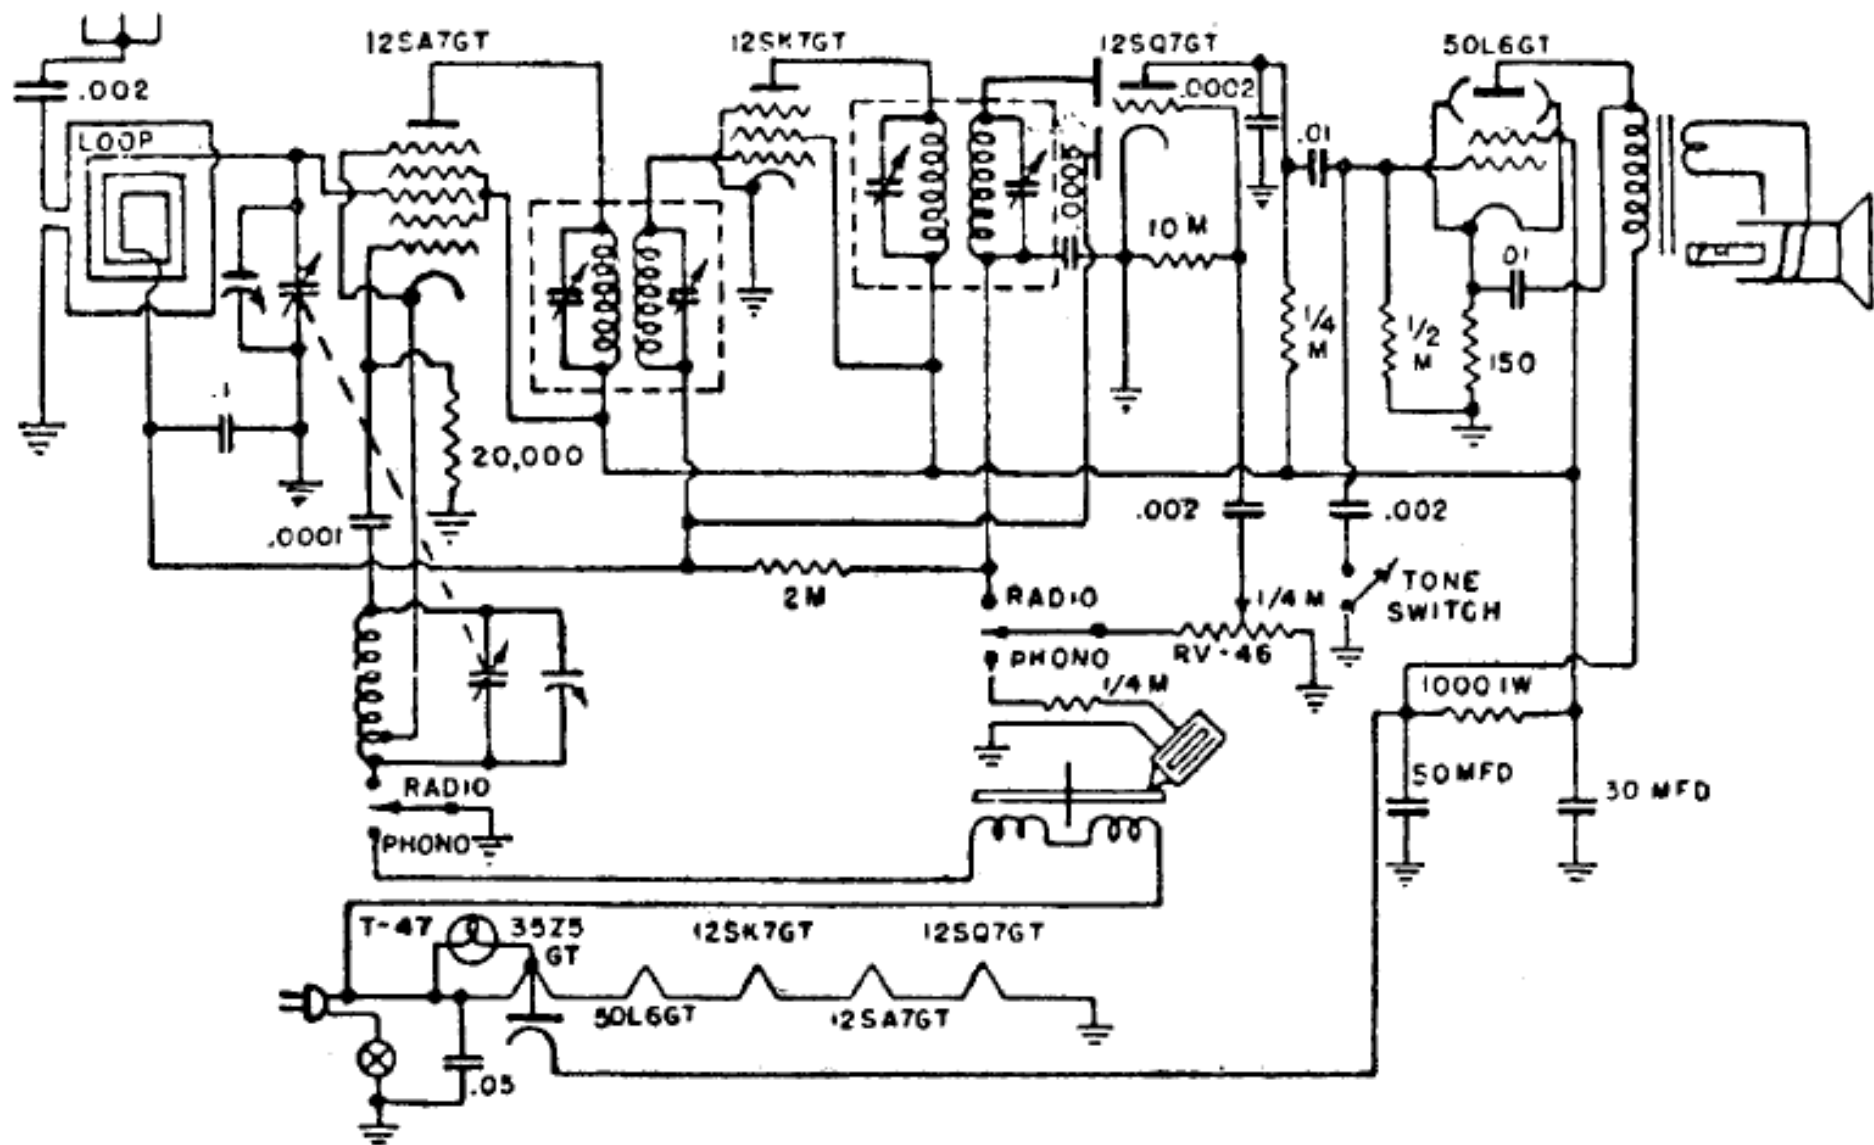 12SA7GT
12SK7GT
12SQ7GT
50L6GT
.002
.0002
LOOP
.01
.0005
10 M
.01
1/4
M
1/2
M
150
.1
20,000
.0001
.002
.002
2M
RADIO
1/4 M
TONE
SWITCH
PHONO
RV-46
1/4 M
1000 1W
RADIO
50 MFD
30 MFD
PHONO
T-47
35Z5
GT
12SK7GT
12SQ7GT
50L6GT
12SA7GT
.05